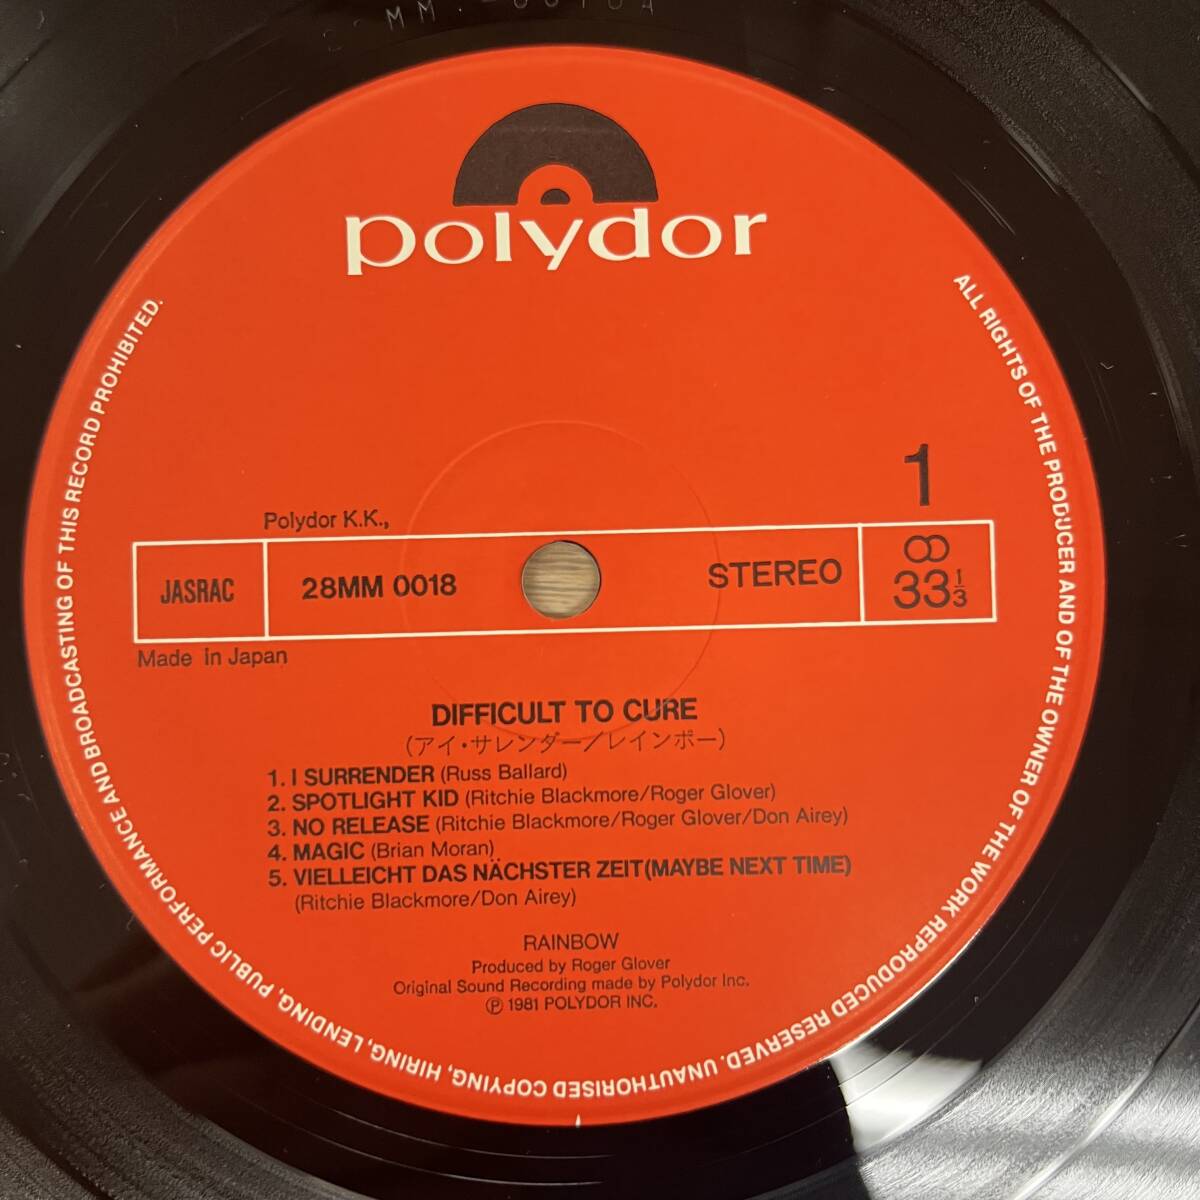 polydor
1
Polydor K.K.,
JASRAC
28MM 0018
STEREO
33 1/3
Made in Japan
DIFFICULT TO CURE
(アイ・サレンダー/レインボー)
1. I SURRENDER (Russ Ballard)
2. SPOTLIGHT KID (Ritchie Blackmore/Roger Glover)
3. NO RELEASE (Ritchie Blackmore/Roger Glover/Don Airey)
4. MAGIC (Brian Moran)
5. VIELLEICHT DAS NÄCHSTER ZEIT(MAYBE NEXT TIME)
(Ritchie Blackmore/Don Airey)
RAINBOW
Produced by Roger Glover
Original Sound Recording made by Polydor Inc.
℗ 1981 POLYDOR INC.
ALL RIGHTS OF THE PRODUCER AND OF THE OWNER OF THE WORK REPRODUCED RESERVED. UNAUTHORISED COPYING, HIRING, LENDING, PUBLIC PERFORMANCE AND BROADCASTING OF THIS RECORD PROHIBITED.